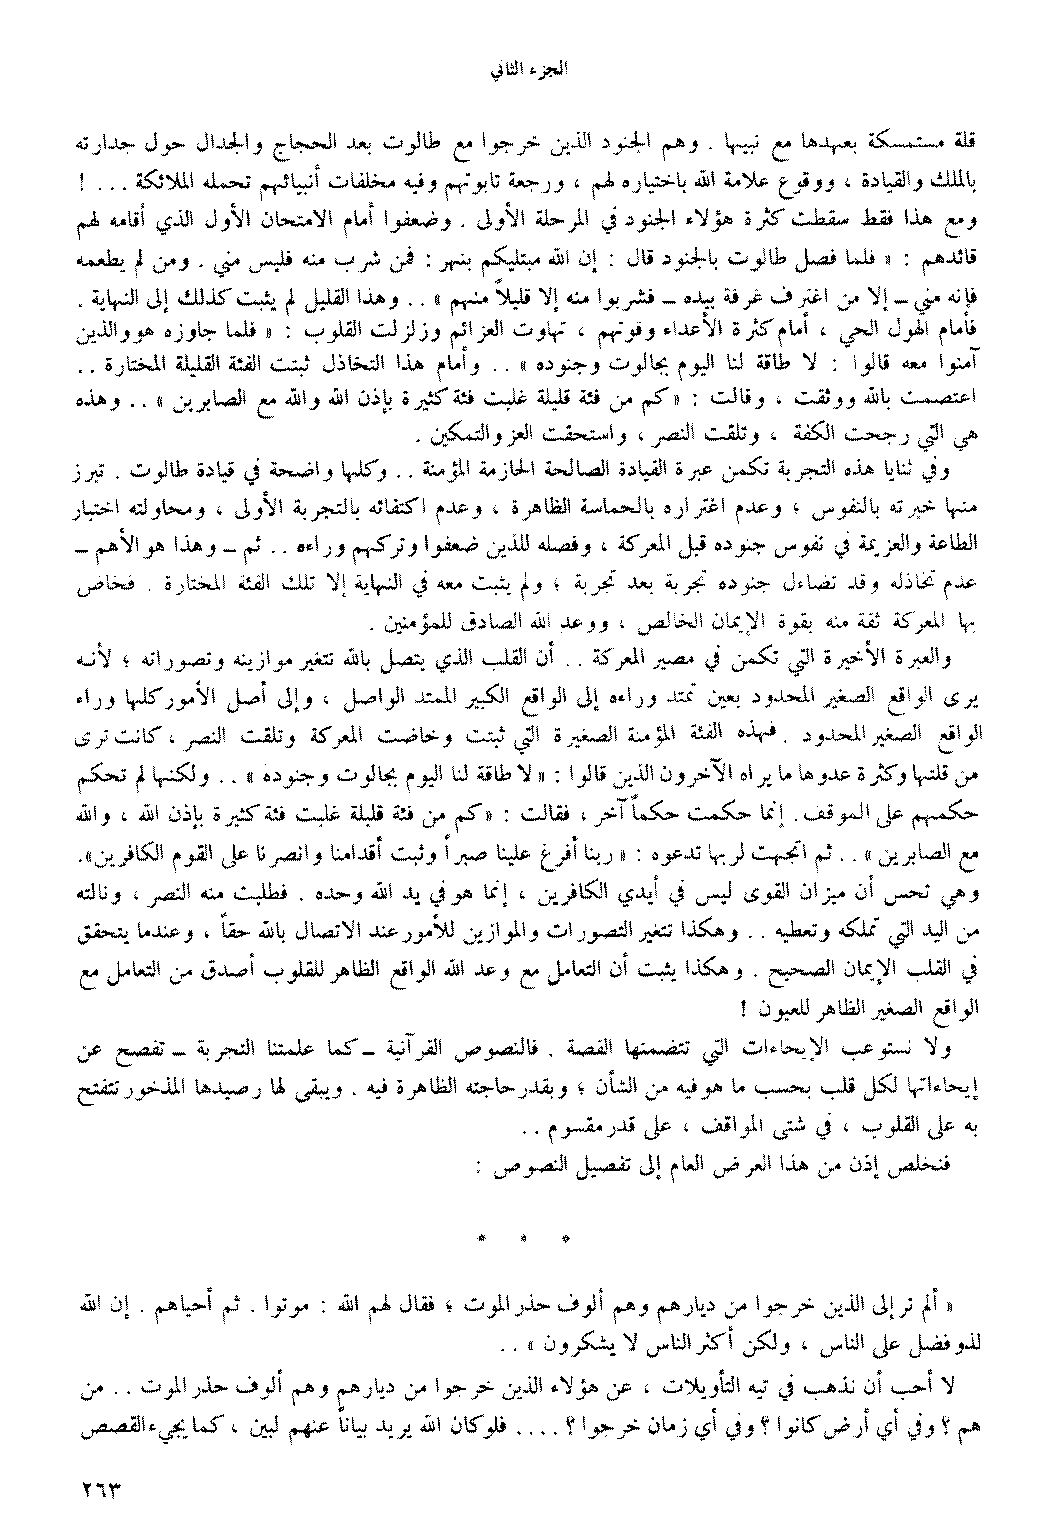 الجزء الثاني
قلة مستمسكة بعهدها مع نبيها . وهم الجنود الذين خرجوا مع طالوت بعد الحجاج والجدال حول جدارته
بالملك والقيادة ، ووقوع علامة الله باختياره لهم ، ورجعة تابوتهم وفيه مخلفات أنبيائهم تحمله الملائكة ... !
ومع هذا فقط سقطت كثرة هؤلاء الجنود في المرحلة الأولى . وضعفوا أمام الامتحان الأول الذي أقامه لهم
قائدهم : « فلما فصل طالوت بالجنود قال : إن الله مبتليكم بنهر : فمن شرب منه فليس مني . ومن لم يطعمه
فإنه مني – إلا من اغترف غرفة بيده – فشربوا منه إلا قليلاً منهم » .. وهذا القليل لم يثبت كذلك إلى النهاية .
فأمام الهول الحي ، أمام كثرة الأعداء وقوتهم ، تهاوت العزائم وزلزلت القلوب : « فلما جاوزه هو والذين
آمنوا معه قالوا : لا طاقة لنا اليوم بجالوت وجنوده » .. وأمام هذا التخاذل ثبتت الفئة القليلة المختارة ..
اعتصمت بالله ووثقت ، وقالت : « كم من فئة قليلة غلبت فئة كثيرة بإذن الله والله مع الصابرين » .. وهذه
هي التي رجحت الكفة ، وتلقت النصر ، واستحقت العز والتمكين .
وفي ثنايا هذه التجربة تكمن عبرة القيادة الصالحة الحازمة المؤمنة .. وكلها واضحة في قيادة طالوت . تبرز
منها خبرته بالنفوس ؛ وعدم اغتراره بالحماسة الظاهرة ، وعدم اكتفائه بالتجربة الأولى ، ومحاولته اختبار
الطاعة والعزيمة في نفوس جنوده قبل المعركة ، وفصله للذين ضعفوا وتركهم وراءه .. ثم – وهذا هو الأهم –
عدم تخاذله وقد تضاءل جنوده تجربة بعد تجربة ؛ ولم يثبت معه في النهاية إلا تلك الفئة المختارة . فخاض
بها المعركة ثقة منه بقوة الإيمان الخالص ، ووعد الله الصادق للمؤمنين .
والعبرة الأخيرة التي تكمن في مصير المعركة .. أن القلب الذي يتصل بالله تتغير موازينه وتصوراته ؛ لأنه
يرى الواقع الصغير المحدود بعين تمتد وراءه إلى الواقع الكبير الممتد الواصل ، وإلى أصل الأمور كلها وراء
الواقع الصغير المحدود . فهذه الفئة المؤمنة الصغيرة التي ثبتت وخاضت المعركة وتلقت النصر ، كانت ترى
من قلتها وكثرة عدوها ما يراه الآخرون الذين قالوا : « لا طاقة لنا اليوم بجالوت وجنوده » .. ولكنها لم تحكم
حكمهم على الموقف . إنما حكمت حكماً آخر ، فقالت : « كم من فئة قليلة غلبت فئة كثيرة بإذن الله ، والله
مع الصابرين » .. ثم اتجهت لربها تدعوه : « ربنا أفرغ علينا صبراً وثبت أقدامنا وانصرنا على القوم الكافرين» .
وهي تحس أن ميزان القوى ليس في أيدي الكافرين ، إنما هو في يد الله وحده . فطلبت منه النصر ، ونالته
من اليد التي تملكه وتعطيه .. وهكذا تتغير التصورات والموازين للأمور عند الاتصال بالله حقاً ، وعندما يتحقق
في القلب الإيمان الصحيح . وهكذا يثبت أن التعامل مع وعد الله الواقع الظاهر للقلوب أصدق من التعامل مع
الواقع الصغير الظاهر للعيون !
ولا نستوعب الإيحاءات التي تتضمنها القصة . فالنصوص القرآنية – كما علمتنا التجربة – تفصح عن
إيحاءاتها لكل قلب بحسب ما هو فيه من الشأن ؛ وبقدر حاجته الظاهرة فيه . ويبقى لها رصيدها المذخور تتفتح
به على القلوب ، في شتى المواقف ، على قدر مقسوم ..
فنخلص إذن من هذا العرض العام إلى تفصيل النصوص :
* * *
« ألم تر إلى الذين خرجوا من ديارهم وهم ألوف حذر الموت ؛ فقال لهم الله : موتوا . ثم أحياهم . إن الله
لذو فضل على الناس ، ولكن أكثر الناس لا يشكرون » ..
لا أحب أن نذهب في تيه التأويلات ، عن هؤلاء الذين خرجوا من ديارهم وهم ألوف حذر الموت .. من
هم ؟ وفي أي أرض كانوا ؟ وفي أي زمان خرجوا ؟ .... فلو كان الله يريد بياناً عنهم لبين ، كما يجيء القصص
٢٦٣